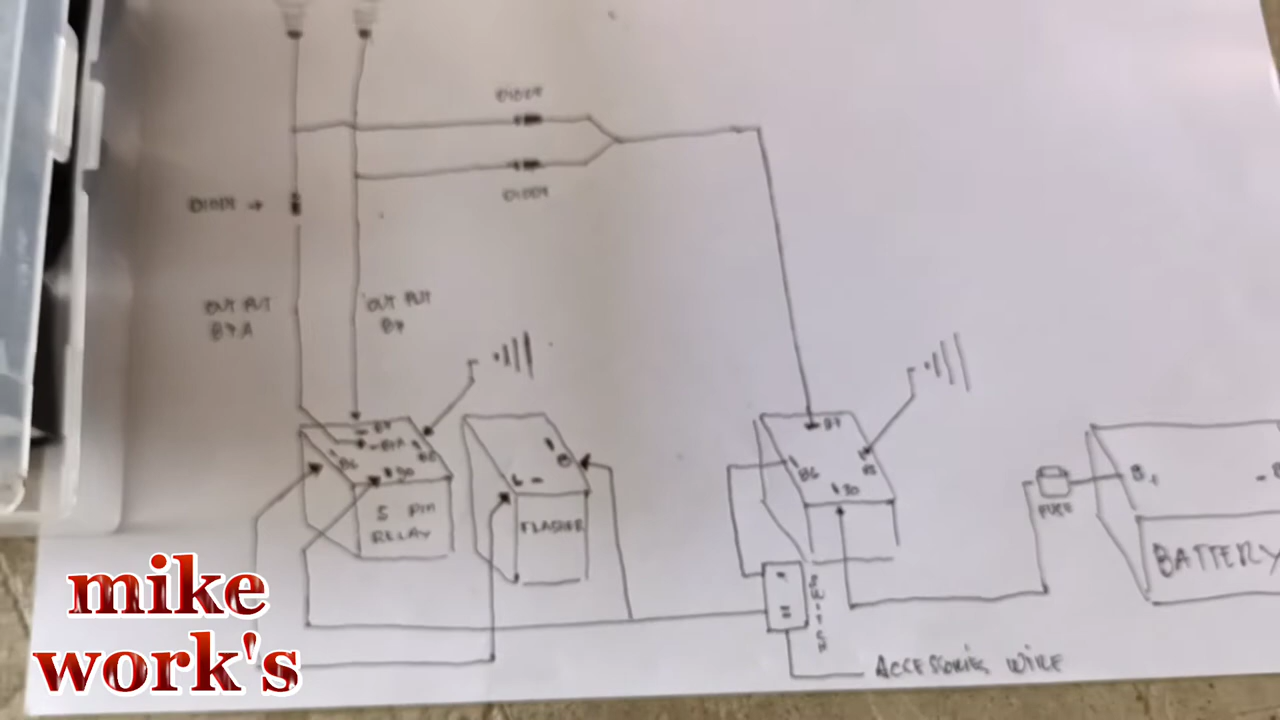 DIODE
DIODE
DIODE
OUT PUT
87.A
OUT PUT
87
87
87A
86
85
30
5 PIN
RELAY
B
L
FLASHER
87
86
85
30
SWITCH
FUSE
B+
-
BATTERY
ACCESSORIES WIRE
mike
work's